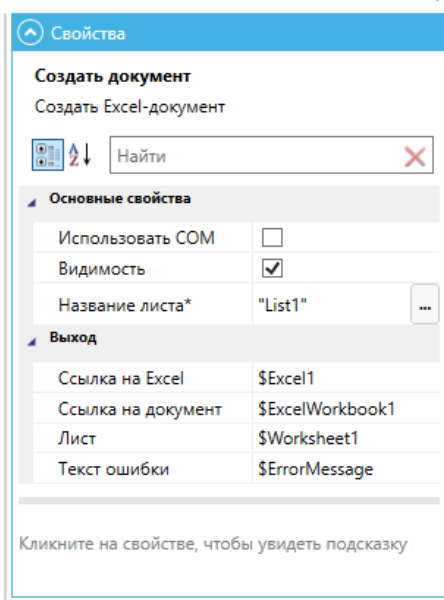 Свойства
Создать документ
Создать Excel-документ
A Z
Найти
Основные свойства
Использовать COM
Видимость
Название листа* "List1" ...
Выход
Ссылка на Excel $Excel1
Ссылка на документ $ExcelWorkbook1
Лист $Worksheet1
Текст ошибки $ErrorMessage
Кликните на свойстве, чтобы увидеть подсказку